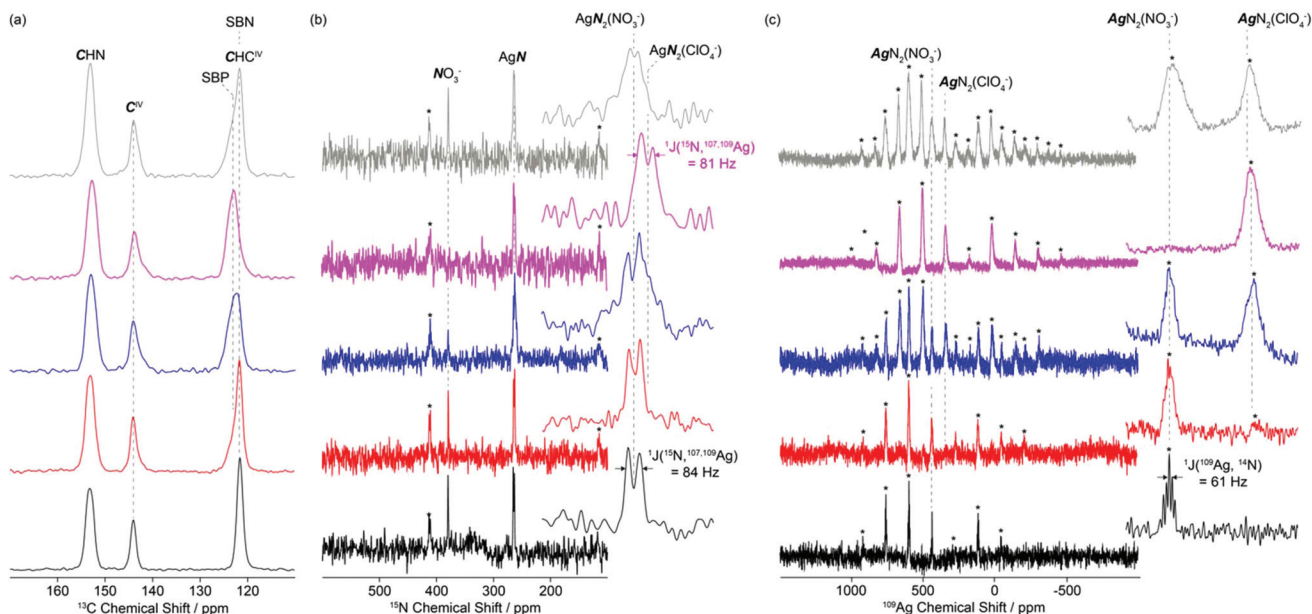 (a)
SBN
CHN
CHCIV
SBP
CIV
160 150 140 130 120
13C Chemical Shift / ppm
(b)
AgN2(NO3-)
AgN
AgN2(ClO4-)
NO3-
1J(15N,107,109Ag)
= 81 Hz
1J(15N,107,109Ag)
= 84 Hz
500 400 300 200
15N Chemical Shift / ppm
(c)
AgN2(NO3-)
AgN2(ClO4-)
AgN2(NO3-)
AgN2(ClO4-)
1J(109Ag, 14N)
= 61 Hz
1000 500 0 -500
109Ag Chemical Shift / ppm